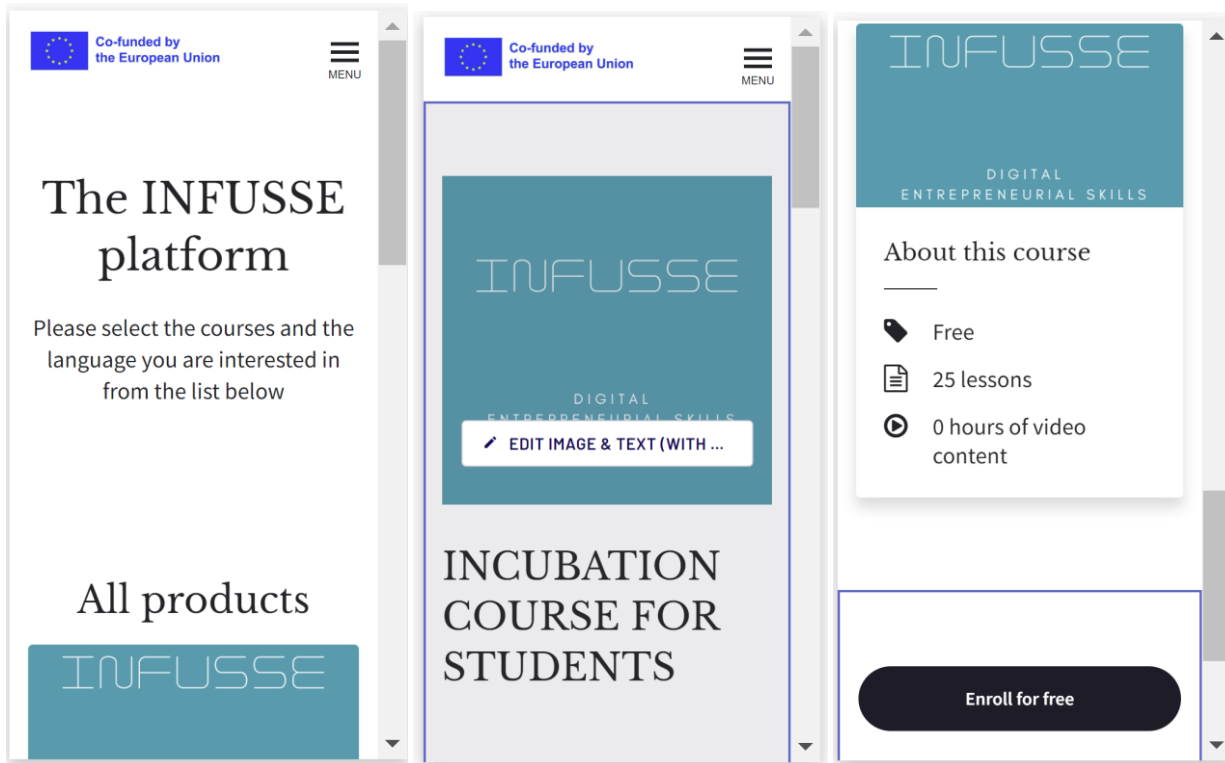 Co-funded by
the European Union
MENU
The INFUSSE
platform
Please select the courses and the
language you are interested in
from the list below
All products
INFUSSE
Co-funded by
the European Union
MENU
INFUSSE
DIGITAL
ENTREPRENEURIAL SKILLS
EDIT IMAGE & TEXT (WITH ...
INCUBATION
COURSE FOR
STUDENTS
INFUSSE
DIGITAL
ENTREPRENEURIAL SKILLS
About this course
Free
25 lessons
0 hours of video
content
Enroll for free